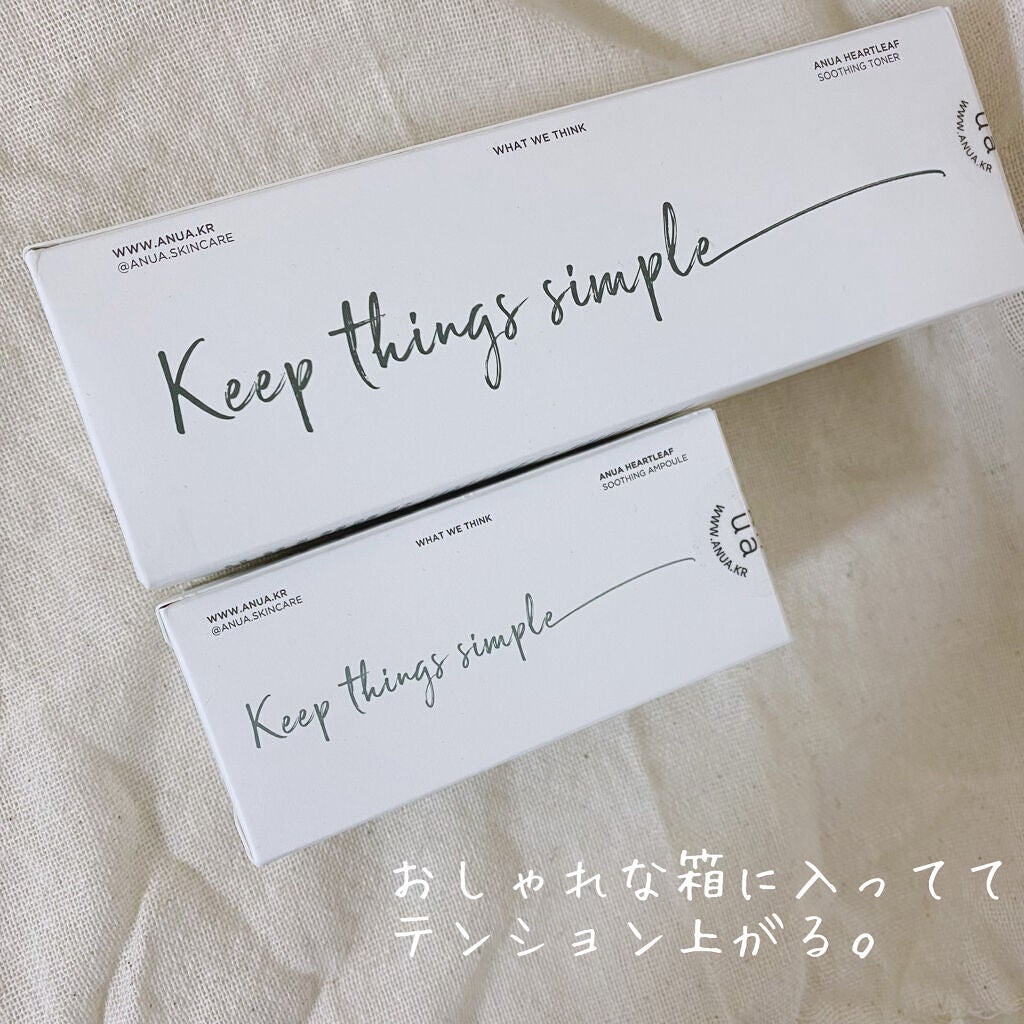 ANUA HEARTLEAF
SOOTHING TONER
WHAT WE THINK
WWW.ANUA.KR
@ANUA.SKINCARE
Keep things simple
ua
WWW.ANUA.KR
ANUA HEARTLEAF
SOOTHING AMPOULE
WHAT WE THINK
WWW.ANUA.KR
@ANUA.SKINCARE
Keep things simple
ua
WWW.ANUA.KR
おしゃれな箱に入ってて
テンション上がる。